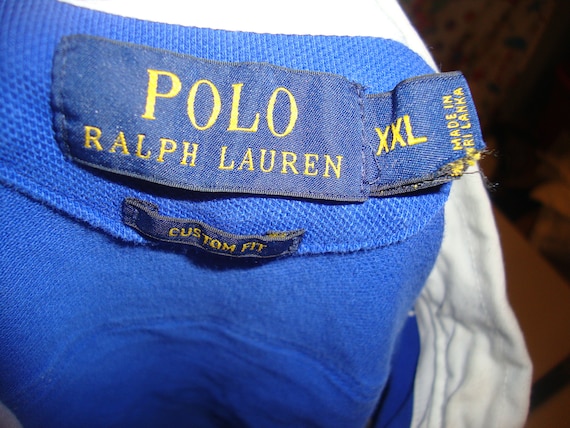 POLO
RALPH LAUREN
XXL
MADE IN
SRI LANKA
CUSTOM FIT